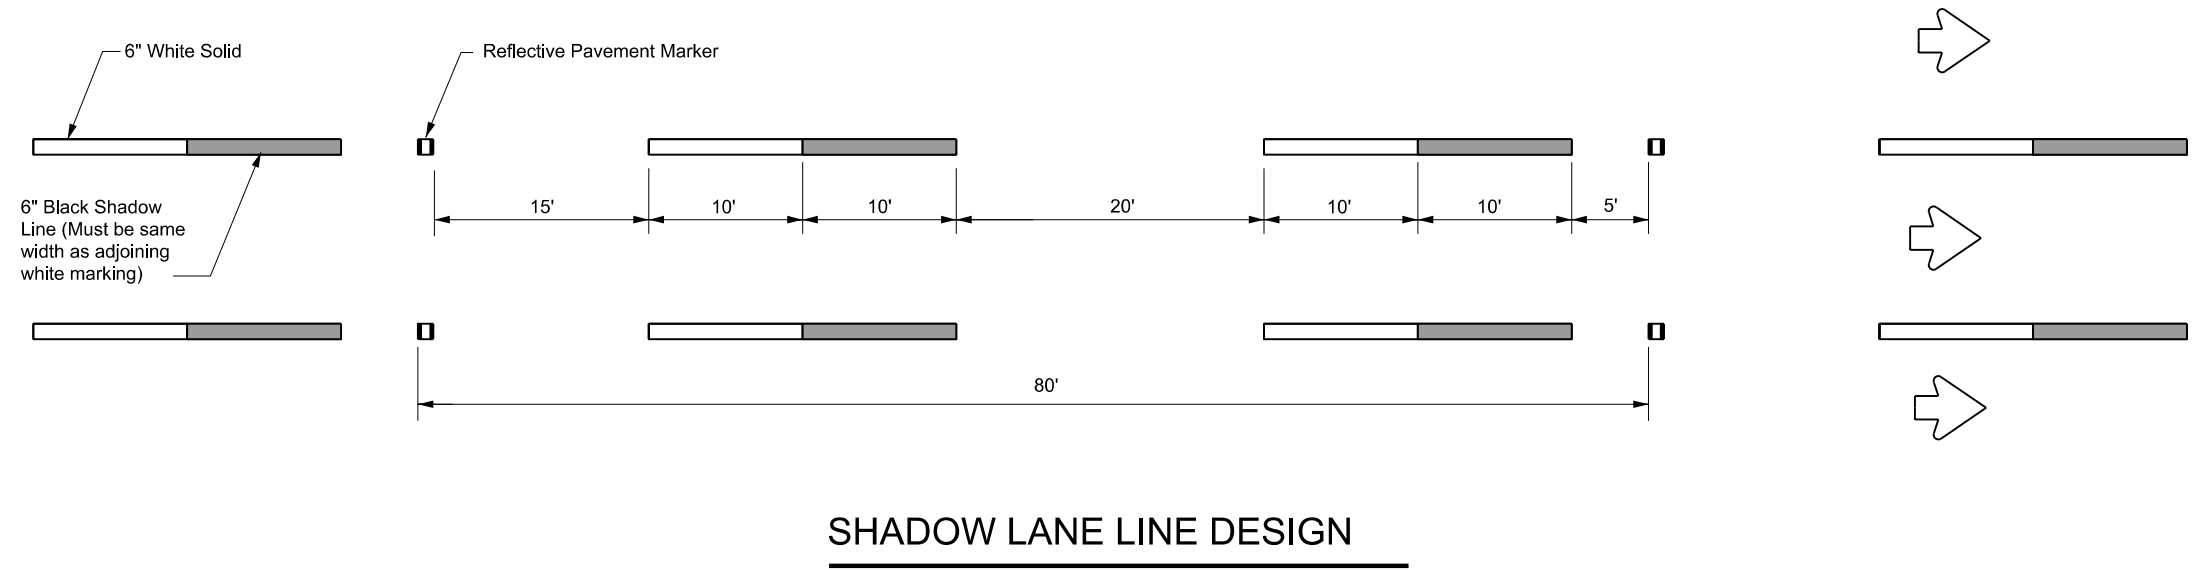 6" White Solid
Reflective Pavement Marker
6" Black Shadow
Line (Must be same
width as adjoining
white marking)
15'
10'
10'
20'
10'
10'
5'
80'
SHADOW LANE LINE DESIGN